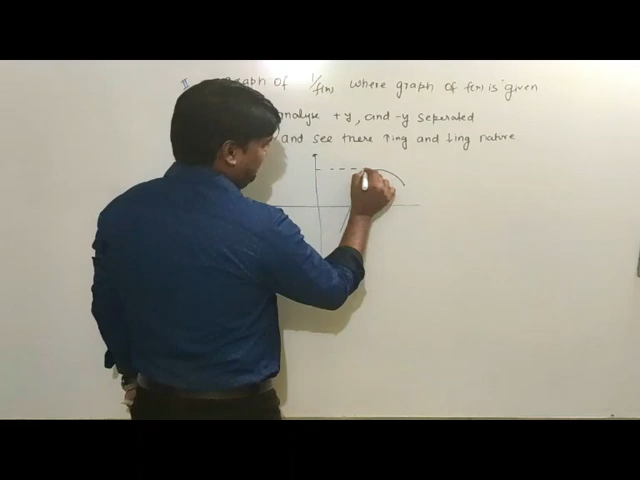 II graph of 1/f(x), where graph of f(x) is given
analyse +y, and -y seperated
and see there ↑ing and ↓ing nature